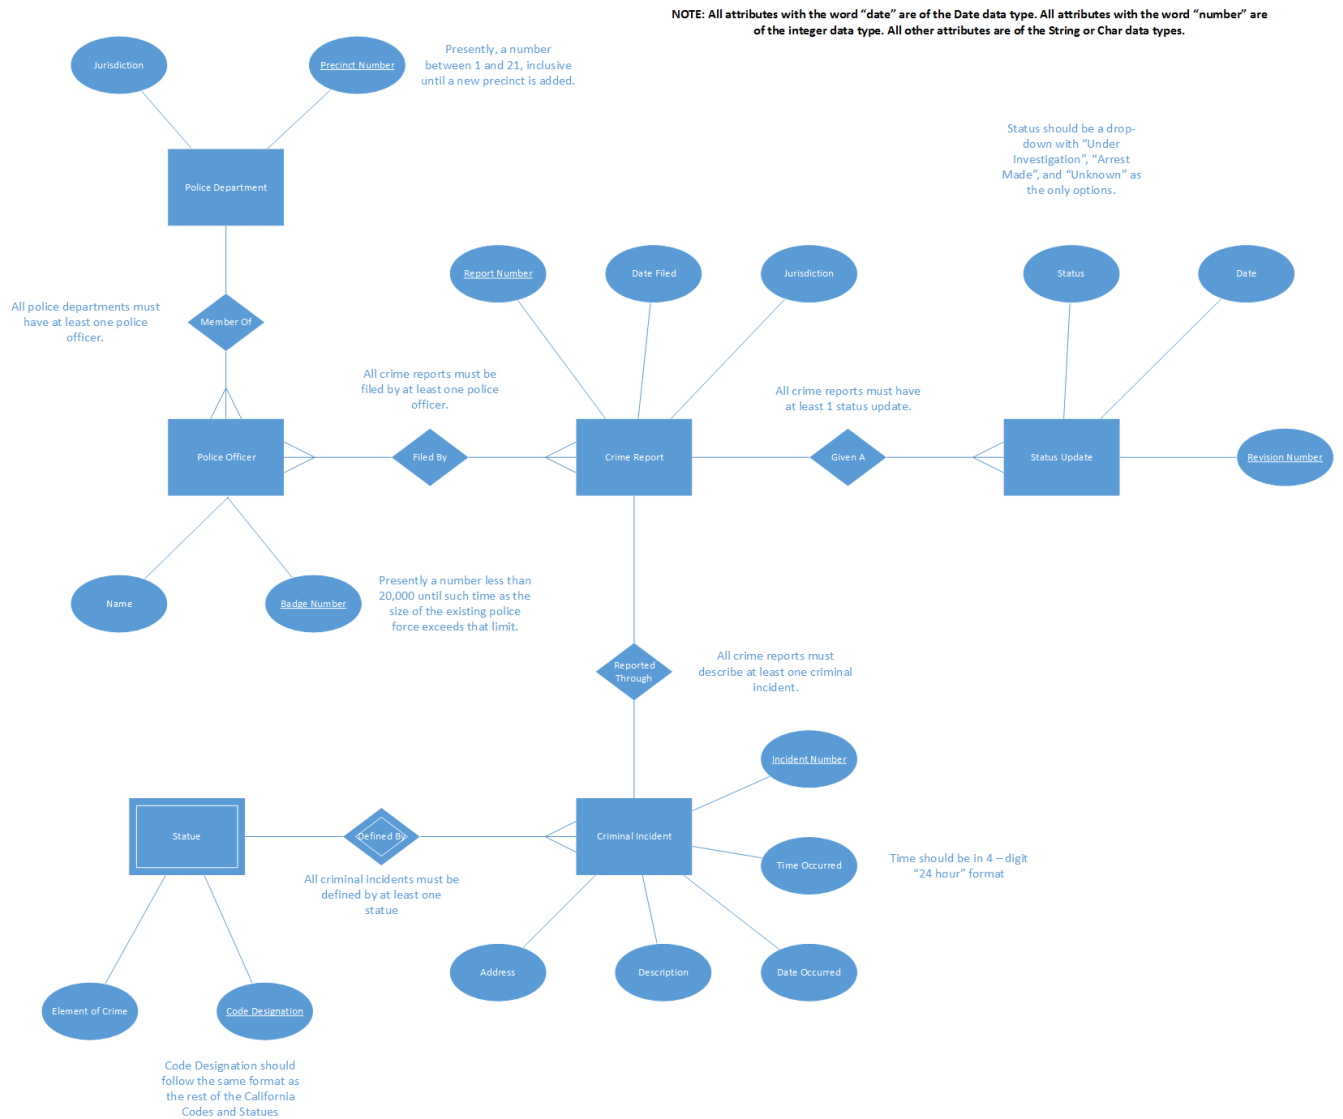 NOTE: All attributes with the word “date” are of the Date data type. All attributes with the word “number” are
of the integer data type. All other attributes are of the String or Char data types.
Jurisdiction
Precinct Number
Presently, a number
between 1 and 21, inclusive
until a new precinct is added.
Police Department
Status should be a drop-
down with “Under
Investigation”, “Arrest
Made”, and “Unknown” as
the only options.
Report Number
Date Filed
Jurisdiction
Status
Date
All police departments must
have at least one police
officer.
Member Of
All crime reports must be
filed by at least one police
officer.
All crime reports must have
at least 1 status update.
Police Officer
Filed By
Crime Report
Given A
Status Update
Revision Number
Name
Badge Number
Presently a number less than
20,000 until such time as the
size of the existing police
force exceeds that limit.
Reported
Through
All crime reports must
describe at least one criminal
incident.
Incident Number
Statue
Defined By
Criminal Incident
Time Occurred
Time should be in 4 – digit
“24 hour” format
All criminal incidents must be
defined by at least one
statue
Address
Description
Date Occurred
Element of Crime
Code Designation
Code Designation should
follow the same format as
the rest of the California
Codes and Statues